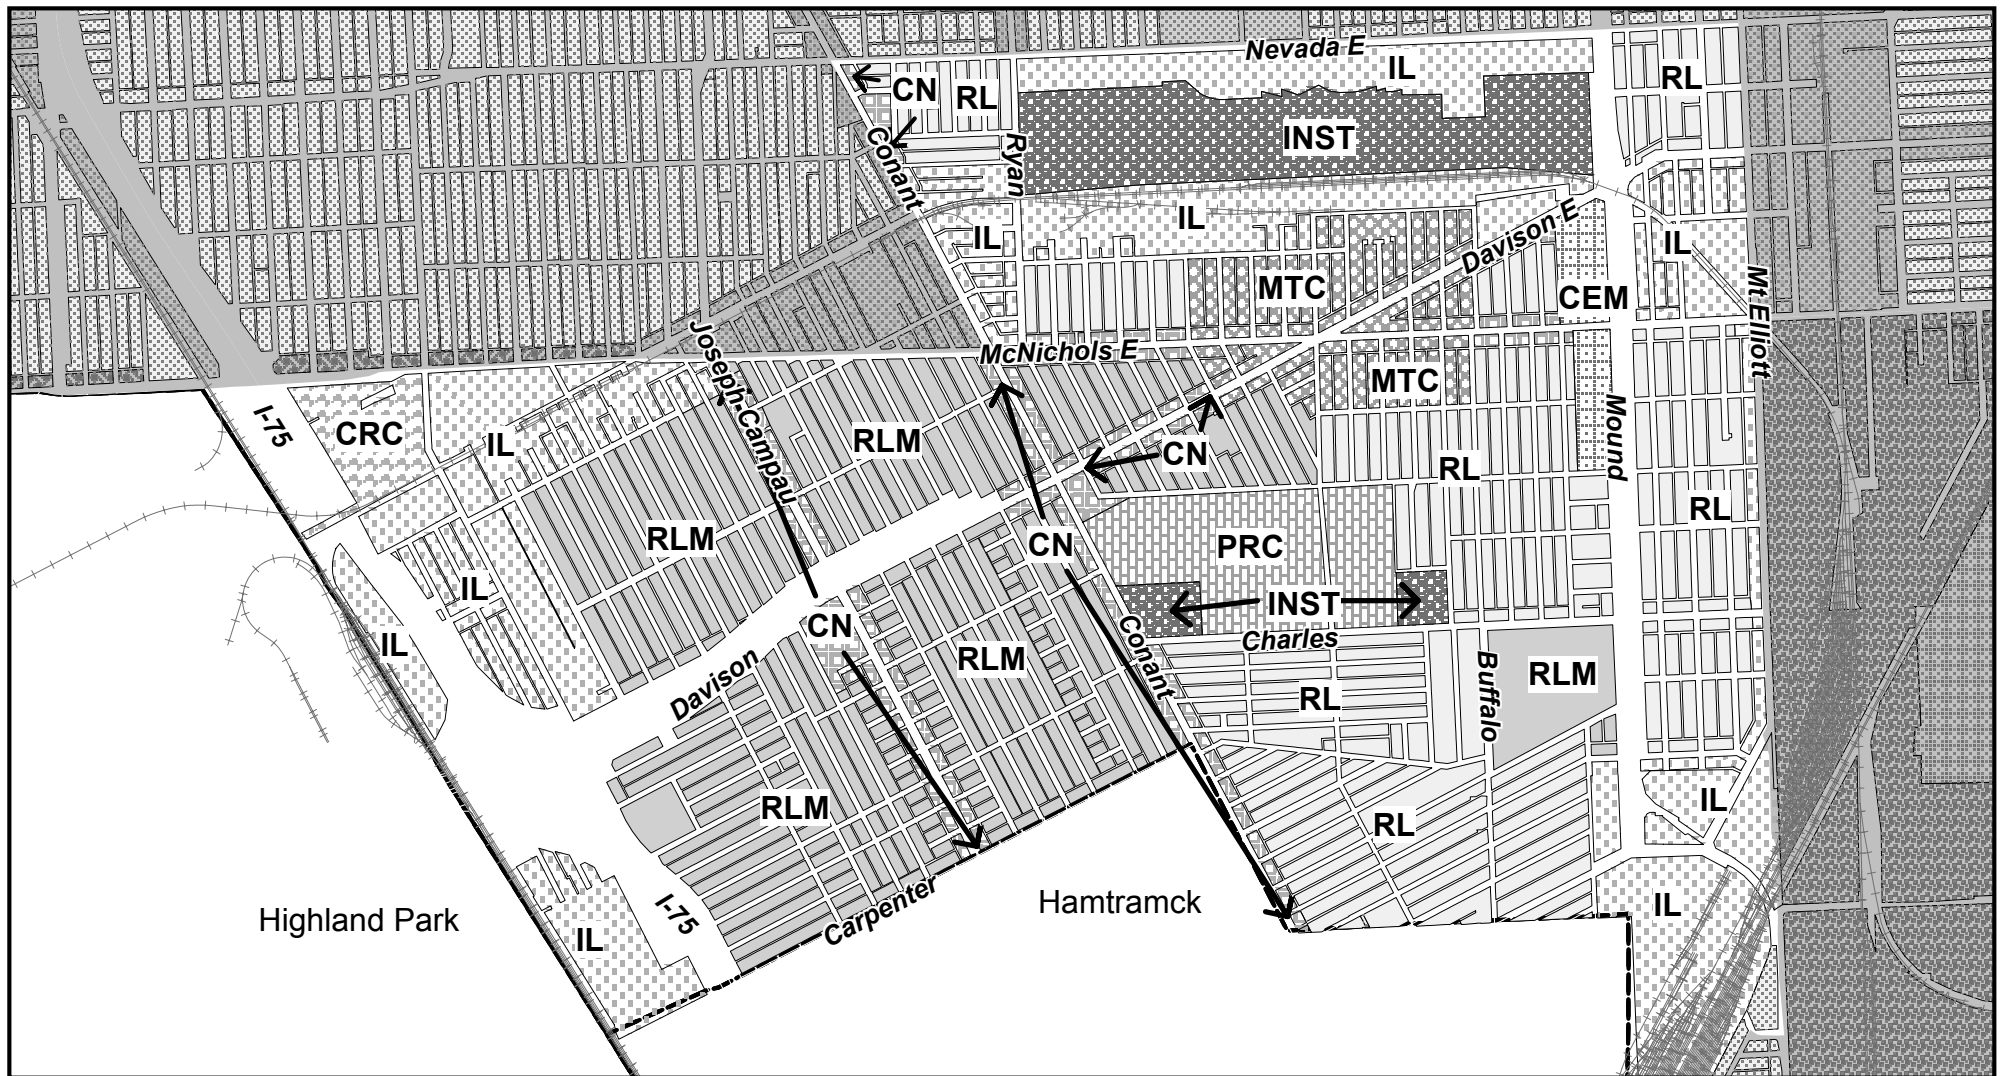 Nevada E
IL
RL
CN
RL
INST
Conant
Ryan
IL
IL
Davison E
IL
MTC
CEM
Mt Elliott
Joseph Campau
McNichols E
MTC
I-75
CRC
IL
RLM
CN
RL
Mound
RLM
CN
PRC
RL
IL
INST
CN
IL
Charles
Conant
RLM
Davison
RL
Buffalo
RLM
RLM
RL
IL
Carpenter
Highland Park
I-75
IL
Hamtramck
IL